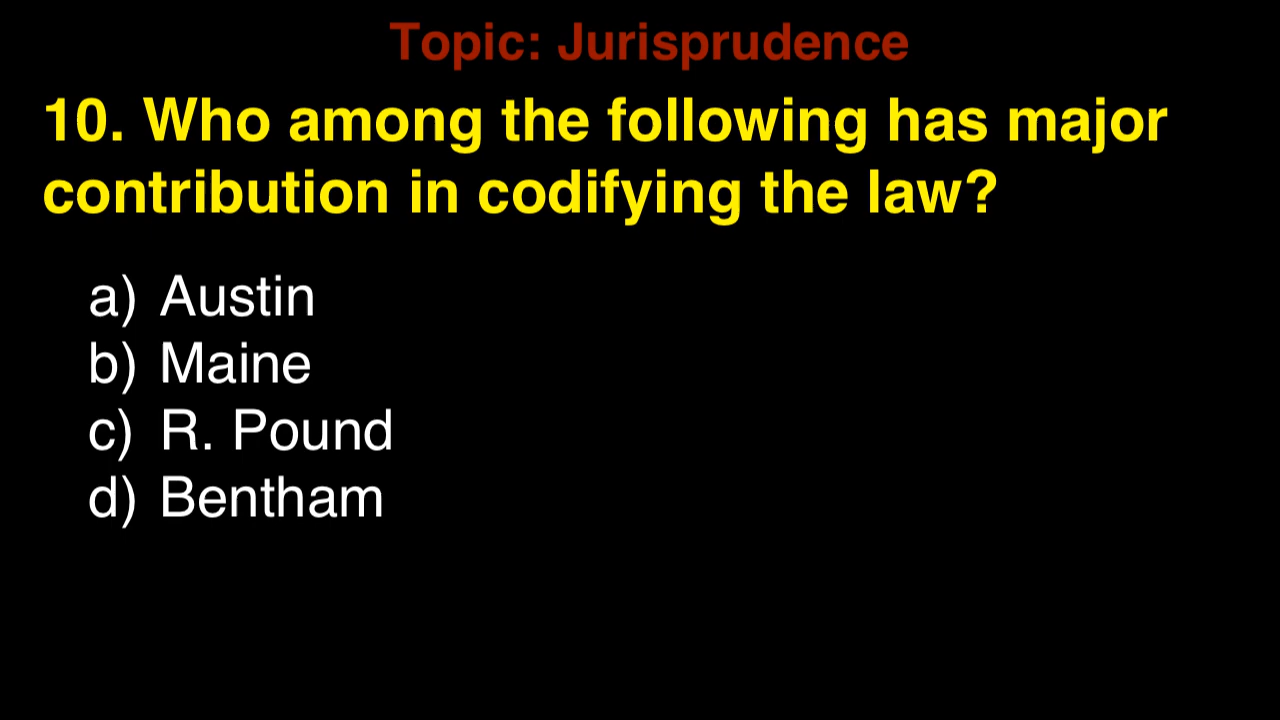 Topic: Jurisprudence
10. Who among the following has major
contribution in codifying the law?
a) Austin
b) Maine
c) R. Pound
d) Bentham